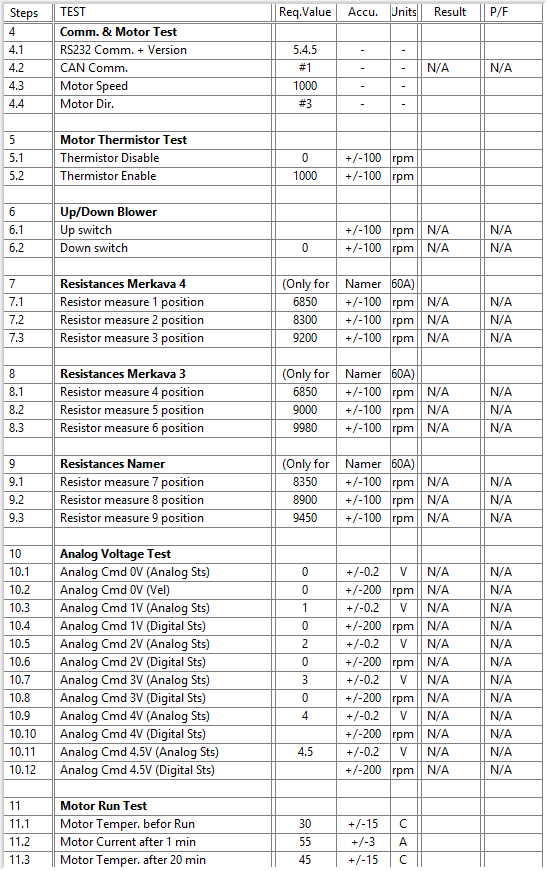 Steps TEST Req.Value Accu. Units Result P/F
4 Comm. & Motor Test
4.1 RS232 Comm. + Version 5.4.5 - -
4.2 CAN Comm. #1 - - N/A N/A
4.3 Motor Speed 1000 - -
4.4 Motor Dir. #3 - -
5 Motor Thermistor Test
5.1 Thermistor Disable 0 +/-100 rpm
5.2 Thermistor Enable 1000 +/-100 rpm
6 Up/Down Blower
6.1 Up switch +/-100 rpm N/A N/A
6.2 Down switch 0 +/-100 rpm N/A N/A
7 Resistances Merkava 4 (Only for Namer 60A)
7.1 Resistor measure 1 position 6850 +/-100 rpm N/A N/A
7.2 Resistor measure 2 position 8300 +/-100 rpm N/A N/A
7.3 Resistor measure 3 position 9200 +/-100 rpm N/A N/A
8 Resistances Merkava 3 (Only for Namer 60A)
8.1 Resistor measure 4 position 6850 +/-100 rpm N/A N/A
8.2 Resistor measure 5 position 9000 +/-100 rpm N/A N/A
8.3 Resistor measure 6 position 9980 +/-100 rpm N/A N/A
9 Resistances Namer (Only for Namer 60A)
9.1 Resistor measure 7 position 8350 +/-100 rpm N/A N/A
9.2 Resistor measure 8 position 8900 +/-100 rpm N/A N/A
9.3 Resistor measure 9 position 9450 +/-100 rpm N/A N/A
10 Analog Voltage Test
10.1 Analog Cmd 0V (Analog Sts) 0 +/-0.2 V N/A N/A
10.2 Analog Cmd 0V (Vel) 0 +/-200 rpm N/A N/A
10.3 Analog Cmd 1V (Analog Sts) 1 +/-0.2 V N/A N/A
10.4 Analog Cmd 1V (Digital Sts) 0 +/-200 rpm N/A N/A
10.5 Analog Cmd 2V (Analog Sts) 2 +/-0.2 V N/A N/A
10.6 Analog Cmd 2V (Digital Sts) 0 +/-200 rpm N/A N/A
10.7 Analog Cmd 3V (Analog Sts) 3 +/-0.2 V N/A N/A
10.8 Analog Cmd 3V (Digital Sts) 0 +/-200 rpm N/A N/A
10.9 Analog Cmd 4V (Analog Sts) 4 +/-0.2 V N/A N/A
10.10 Analog Cmd 4V (Digital Sts) +/-200 rpm N/A N/A
10.11 Analog Cmd 4.5V (Analog Sts) 4.5 +/-0.2 V N/A N/A
10.12 Analog Cmd 4.5V (Digital Sts) +/-200 rpm N/A N/A
11 Motor Run Test
11.1 Motor Temper. befor Run 30 +/-15 C
11.2 Motor Current after 1 min 55 +/-3 A
11.3 Motor Temper. after 20 min 45 +/-15 C